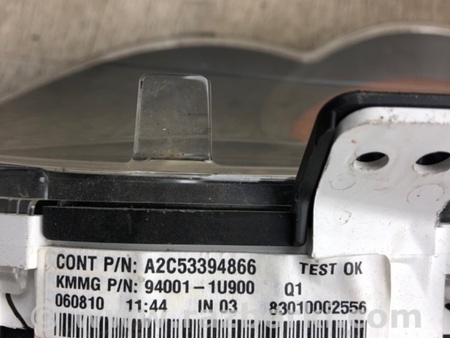 CONT P/N: A2C53394866 TEST OK
KMMG P/N: 94001-1U900 Q1
060810 11:44 IN 03 83010002556